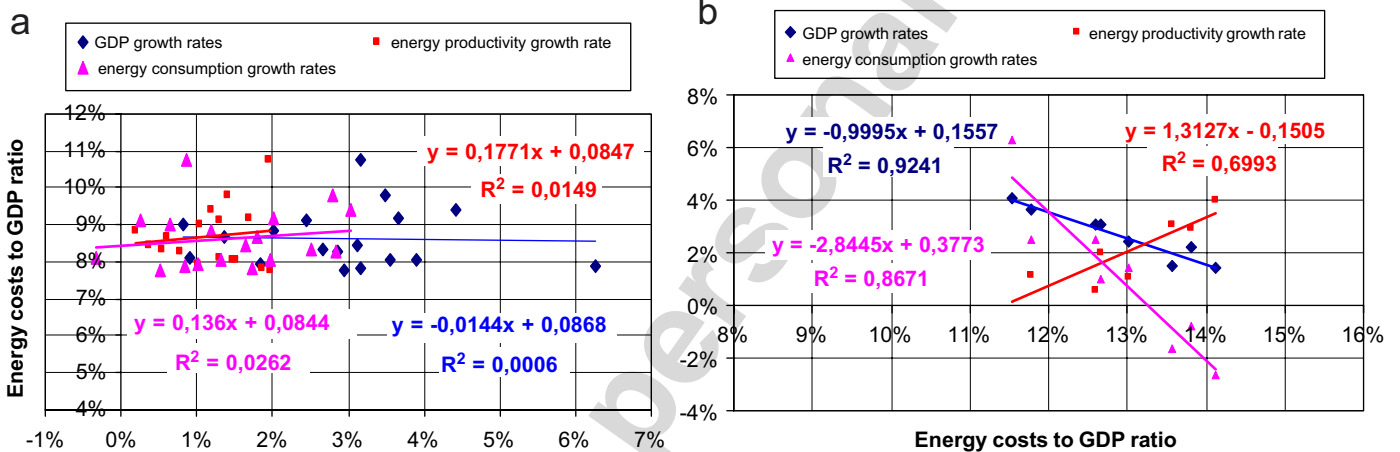 a
GDP growth rates
energy productivity growth rate
energy consumption growth rates
Energy costs to GDP ratio
12%
11%
10%
9%
8%
7%
6%
5%
4%
-1%
0%
1%
2%
3%
4%
5%
6%
7%
y = 0,1771x + 0,0847
R2 = 0,0149
y = 0,136x + 0,0844
R2 = 0,0262
y = -0,0144x + 0,0868
R2 = 0,0006
b
GDP growth rates
energy productivity growth rate
energy consumption growth rates
8%
6%
4%
2%
0%
-2%
-4%
8%
9%
10%
11%
12%
13%
14%
15%
16%
y = -0,9995x + 0,1557
R2 = 0,9241
y = 1,3127x - 0,1505
R2 = 0,6993
y = -2,8445x + 0,3773
R2 = 0,8671
Energy costs to GDP ratio
personal